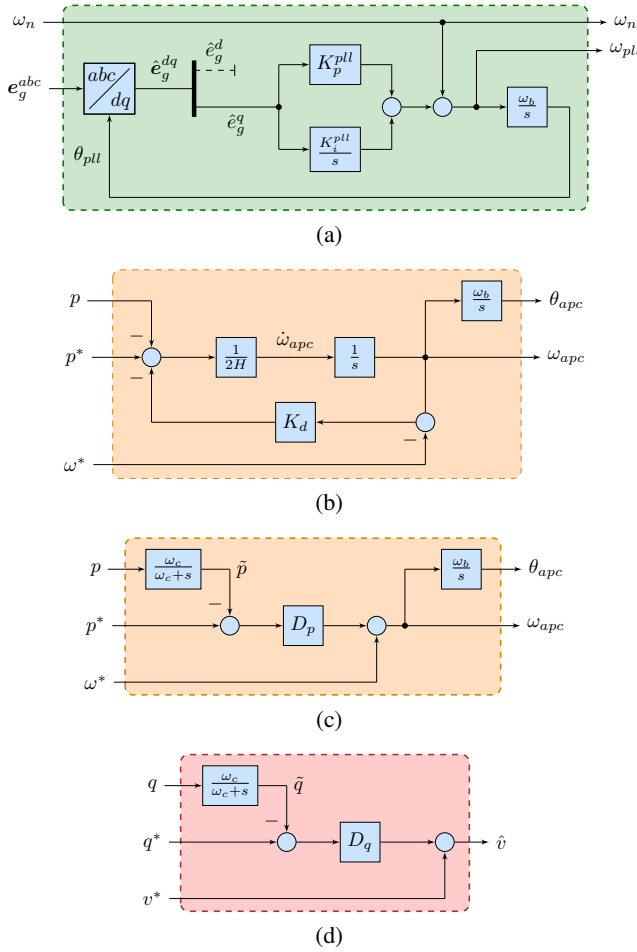 ω_n
ω_n
ω_pll
e_g^abc
abc/dq
ê_g^dq
ê_g^d
ê_g^q
K_p^pll
K_i^pll/s
ω_b/s
θ_pll
(a)
p
ω_b/s
θ_apc
−
p*
1/2H
ω̇_apc
1/s
ω_apc
−
K_d
−
ω*
(b)
p
ω_c/ω_c+s
p̃
ω_b/s
θ_apc
−
p*
D_p
ω_apc
ω*
(c)
q
ω_c/ω_c+s
q̃
−
q*
D_q
v̂
v*
(d)